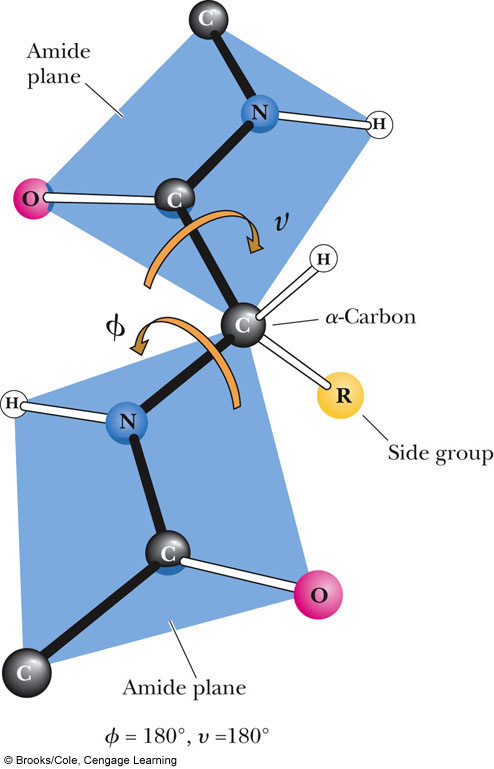 C
Amide
plane
N
H
O
C
υ
H
ϕ
C
α-Carbon
H
N
R
Side group
C
O
C
Amide plane
ϕ = 180°, υ =180°
© Brooks/Cole, Cengage Learning